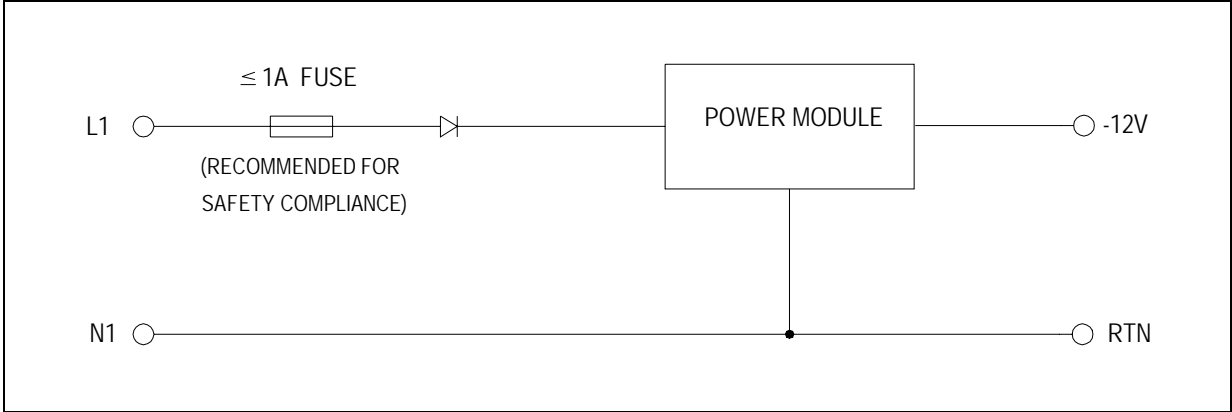 ≤ 1A FUSE
L1
POWER MODULE
-12V
(RECOMMENDED FOR
SAFETY COMPLIANCE)
N1
RTN